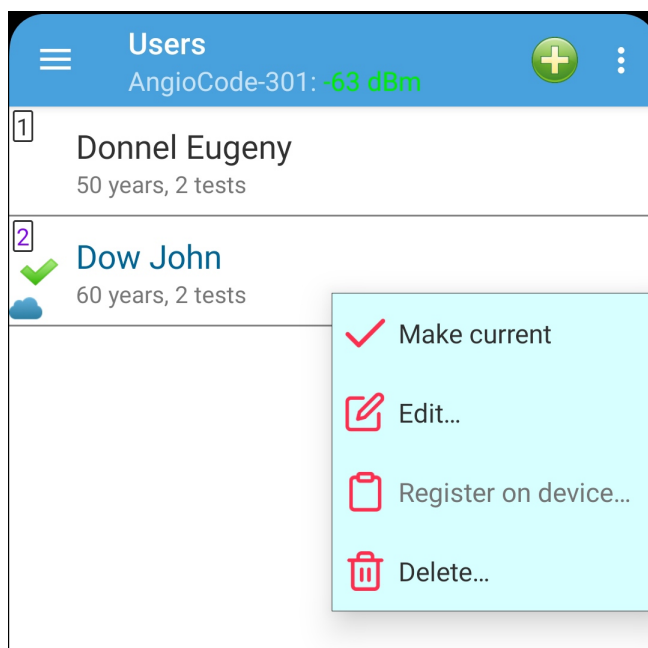 Users
AngioCode-301: -63 dBm
1
Donnel Eugeny
50 years, 2 tests
2
Dow John
60 years, 2 tests
Make current
Edit...
Register on device...
Delete...